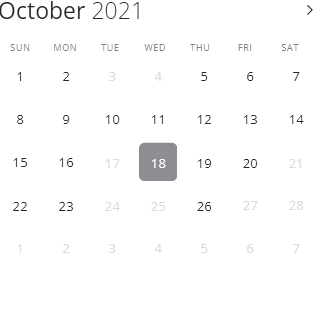 October 2021
SUN MON TUE WED THU FRI SAT
1 2 3 4 5 6 7
8 9 10 11 12 13 14
15 16 17 18 19 20 21
22 23 24 25 26 27 28
1 2 3 4 5 6 7